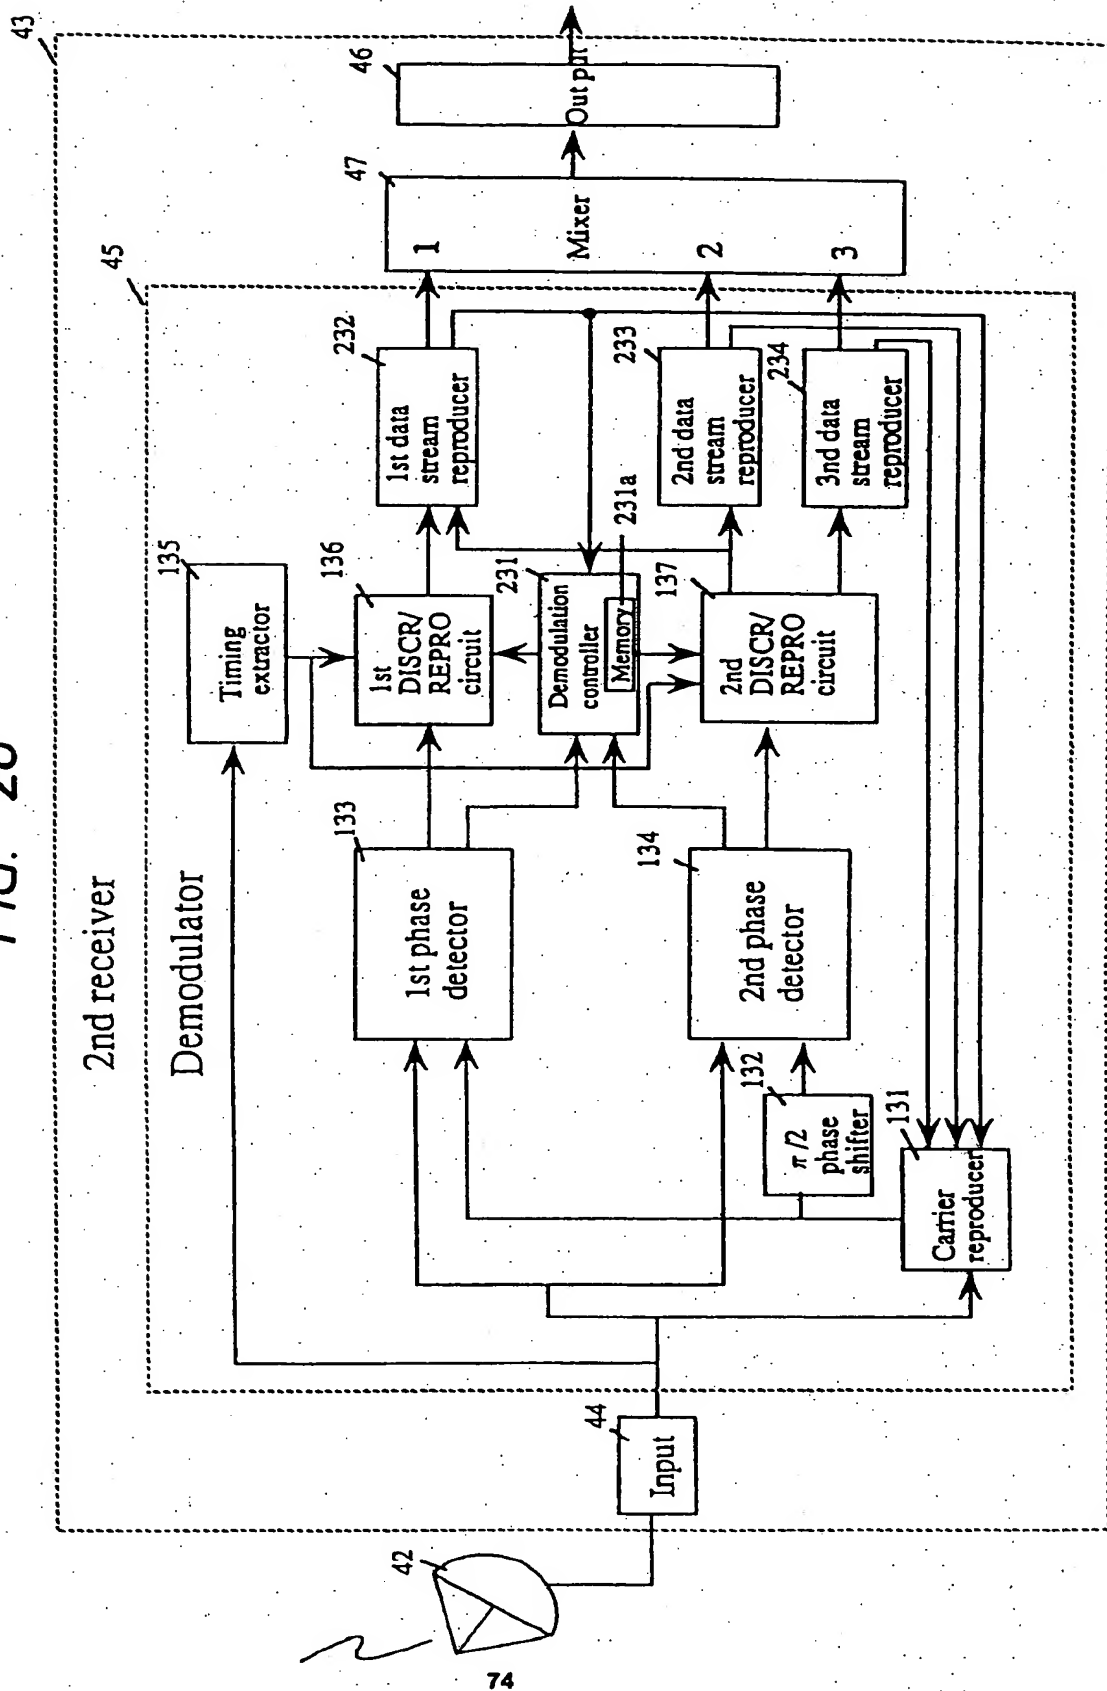 FIG.
43
2nd receiver
45
Demodulator
135
Timing
extractor
46
Output
47
Mixer
1
2
3
232
1st data
stream
reproducer
136
1st
DISCR/
REPRO
circuit
133
1st phase
detector
231
Demodulation
controller
Memory
231a
233
2nd data
stream
reproducer
137
2nd
DISCR/
REPRO
circuit
134
2nd phase
detector
234
3nd data
stream
reproducer
132
π/2
phase
shifter
131
Carrier
reproducer
44
Input
42
74